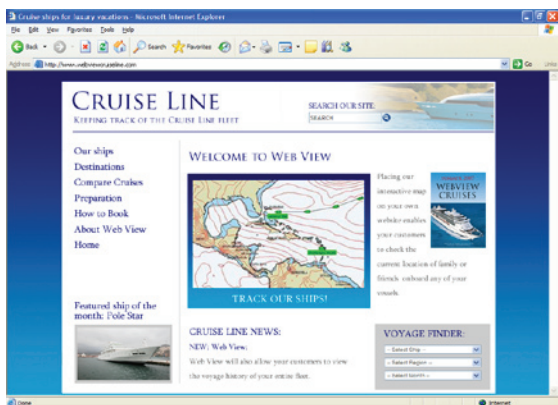 Cruise ships for luxury vacations - Microsoft Internet Explorer
File Edit View Favorites Tools Help
Back Search Favorites
Address http://www.webviewcruiseline.com Go Links
CRUISE LINE
KEEPING TRACK OF THE CRUISE LINE FLEET
SEARCH OUR SITE
SEARCH
Our ships
Destinations
Compare Cruises
Preparation
How to Book
About Web View
Home
Featured ship of the
month: Pole Star
WELCOME TO WEB VIEW
TRACK OUR SHIPS!
Placing our
interactive map
on your own
website enables
your customers
to check the
current location of family or
friends onboard any of your
vessels.
WEBVIEW
CRUISES
CRUISE LINE NEWS:
NEW; Web View;
Web View will also allow your customers to view
the voyage history of your entire fleet.
VOYAGE FINDER:
-- Select Ship --
-- Select Region --
-- Select Month --
Done Internet